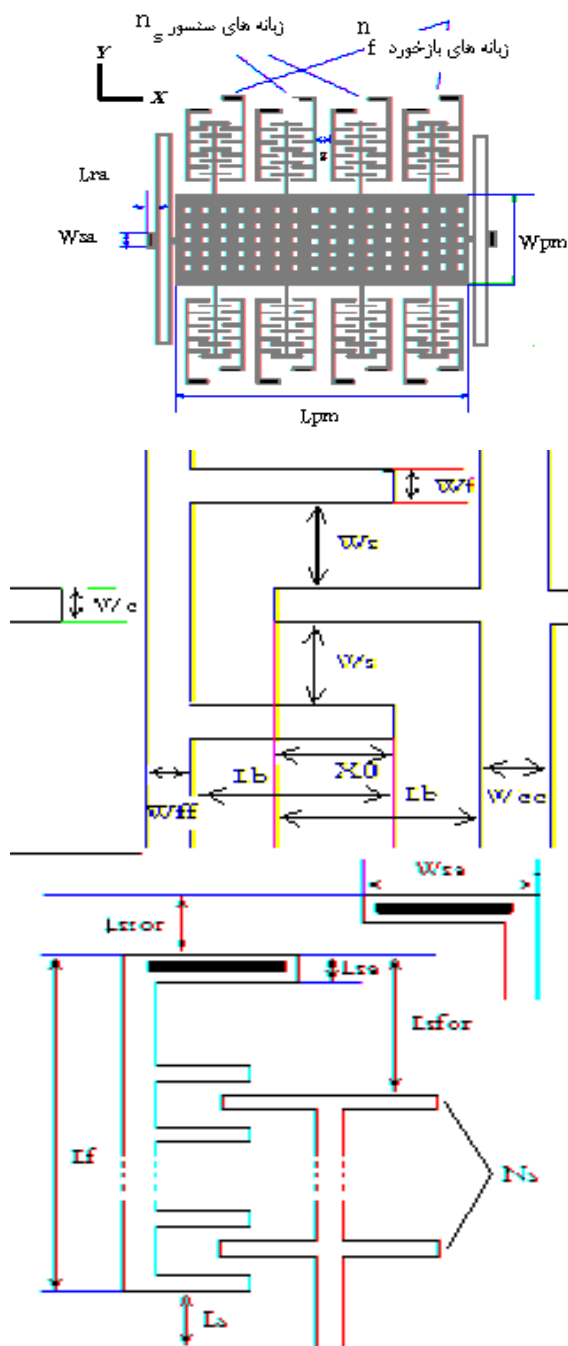 n
s زبانه های سنسور
n
f زبانه های بازخورد
Y
X
s
Lra
Wsa
Wpm
Lpm
Wf
Ws
Wc
Ws
X0
Lb
Lb
Wff
Wcc
Wsa
Lsror
Lsa
Lsfor
Lf
Ns
Ls